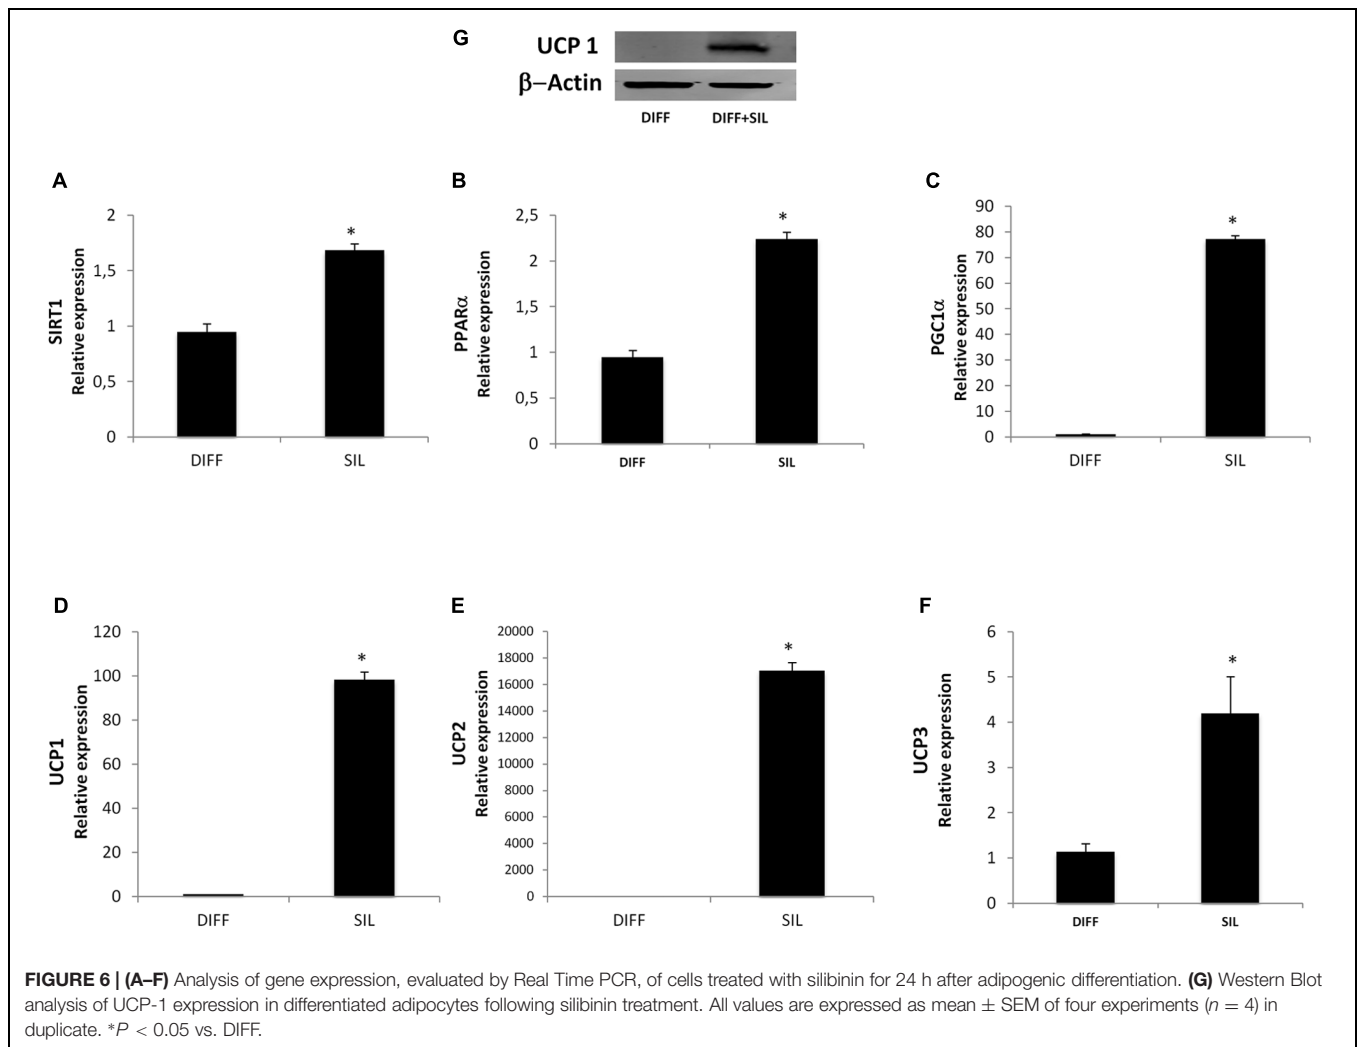 G
UCP 1
β–Actin
DIFF DIFF+SIL
A
SIRT1
Relative expression
2
1,5
1
0,5
0
*
DIFF SIL
B
PPARα
Relative expression
2,5
2
1,5
1
0,5
0
*
DIFF SIL
C
PGC1α
Relative expression
90
80
70
60
50
40
30
20
10
0
*
DIFF SIL
D
UCP1
Relative expression
120
100
80
60
40
20
0
*
DIFF SIL
E
UCP2
Relative expression
20000
18000
16000
14000
12000
10000
8000
6000
4000
2000
0
*
DIFF SIL
F
UCP3
Relative expression
6
5
4
3
2
1
0
*
DIFF SIL
FIGURE 6 | (A–F) Analysis of gene expression, evaluated by Real Time PCR, of cells treated with silibinin for 24 h after adipogenic differentiation. (G) Western Blot
analysis of UCP-1 expression in differentiated adipocytes following silibinin treatment. All values are expressed as mean ± SEM of four experiments (n = 4) in
duplicate. *P < 0.05 vs. DIFF.